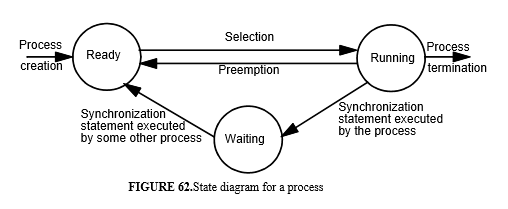 Process
creation
Ready
Selection
Preemption
Running
Process
termination
Synchronization
statement executed
by some other process
Waiting
Synchronization
statement executed
by the process
FIGURE 62.State diagram for a process